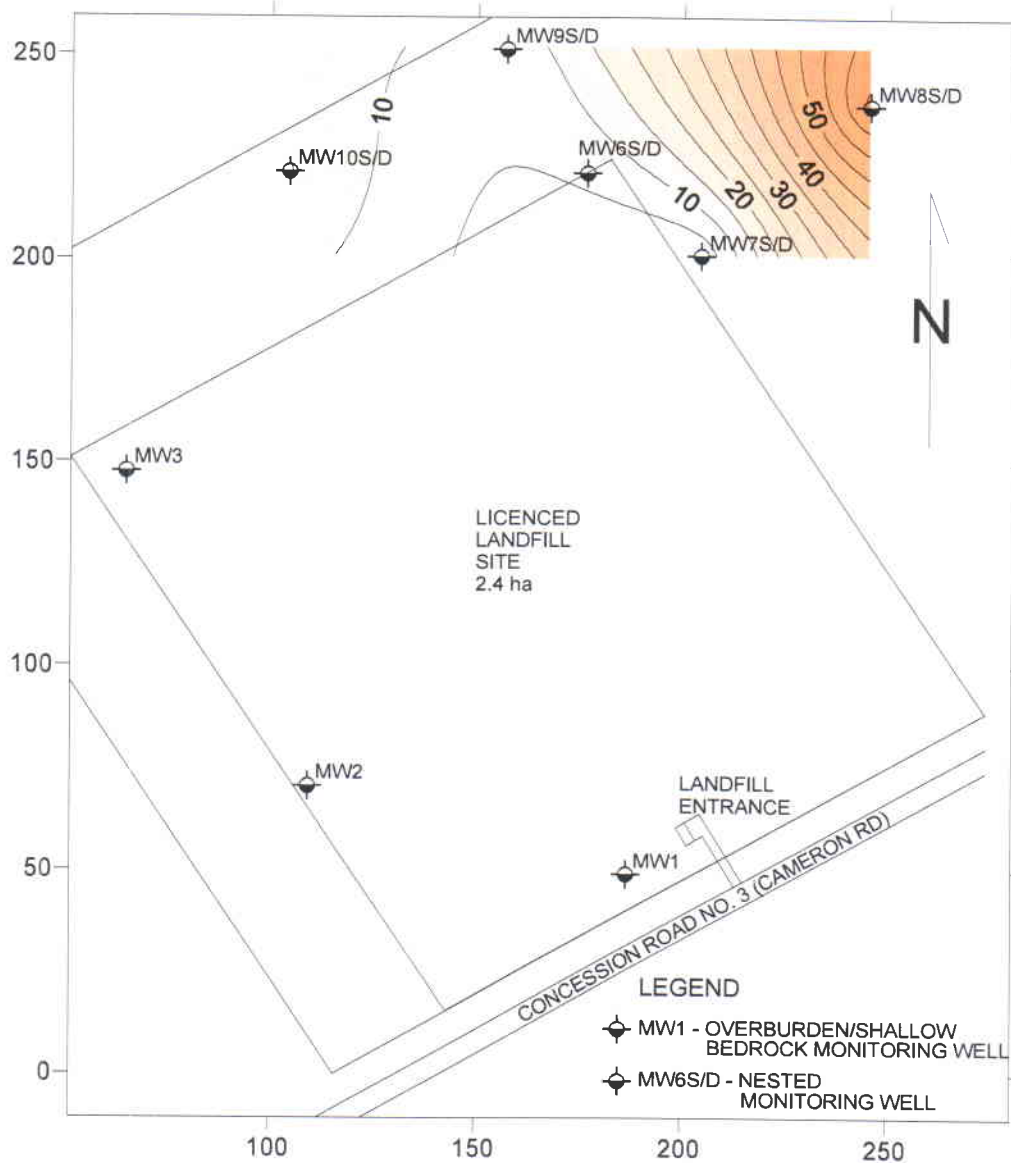 250
200
150
100
50
0
100
150
200
250
MW9S/D
MW8S/D
MW10S/D
MW6S/D
MW7S/D
10
10
20
30
40
50
N
MW3
LICENCED
LANDFILL
SITE
2.4 ha
MW2
LANDFILL
ENTRANCE
MW1
CONCESSION ROAD NO. 3 (CAMERON RD)
LEGEND
MW1 - OVERBURDEN/SHALLOW
BEDROCK MONITORING WELL
MW6S/D - NESTED
MONITORING WELL